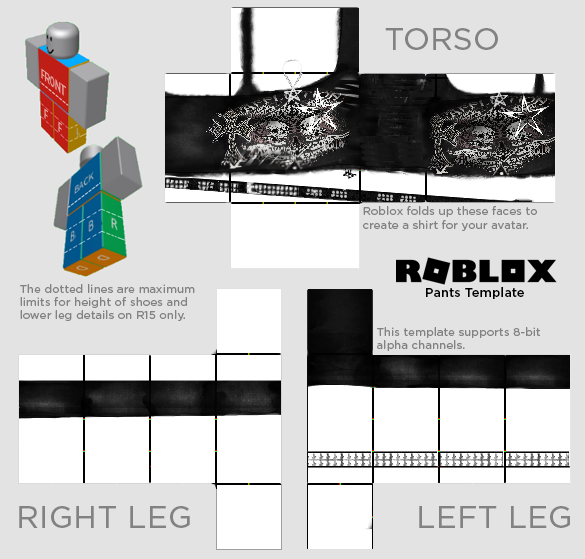 TORSO
FRONT
F
F
L
BACK
B
B
R
Roblox folds up these faces to
create a shirt for your avatar.
ROBLOX
Pants Template
The dotted lines are maximum
limits for height of shoes and
lower leg details on R15 only.
This template supports 8-bit
alpha channels.
RIGHT LEG
LEFT LEG